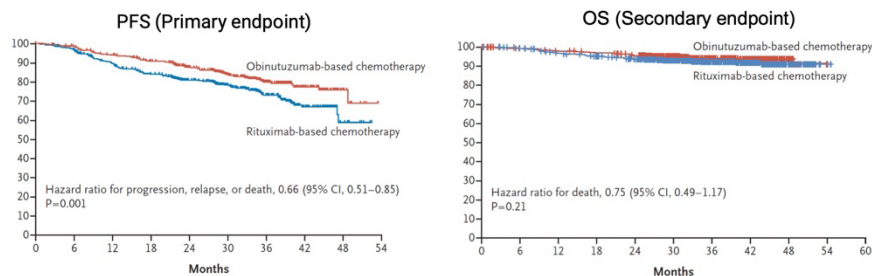 PFS (Primary endpoint)
100
90
80
70
60
50
40
30
20
10
0
Obinutuzumab-based chemotherapy
Rituximab-based chemotherapy
Hazard ratio for progression, relapse, or death, 0.66 (95% CI, 0.51–0.85)
P=0.001
0 6 12 18 24 30 36 42 48 54
Months
OS (Secondary endpoint)
100
90
80
70
60
50
40
30
20
10
0
Obinutuzumab-based chemotherapy
Rituximab-based chemotherapy
Hazard ratio for death, 0.75 (95% CI, 0.49–1.17)
P=0.21
0 6 12 18 24 30 36 42 48 54 60
Months